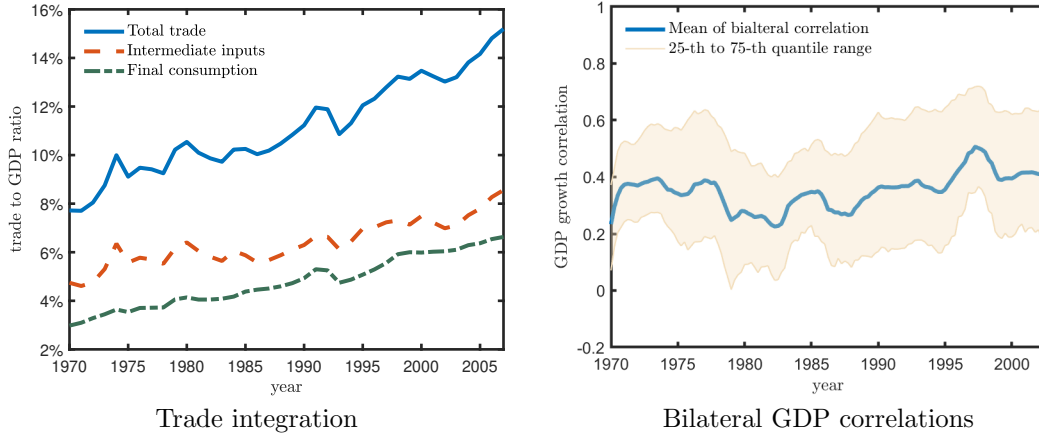 16%
14%
12%
10%
8%
6%
4%
2%
trade to GDP ratio
Total trade
Intermediate inputs
Final consumption
1970 1975 1980 1985 1990 1995 2000 2005
year
Trade integration
1
0.8
0.6
0.4
0.2
0
-0.2
GDP growth correlation
Mean of bialteral correlation
25-th to 75-th quantile range
1970 1975 1980 1985 1990 1995 2000
year
Bilateral GDP correlations